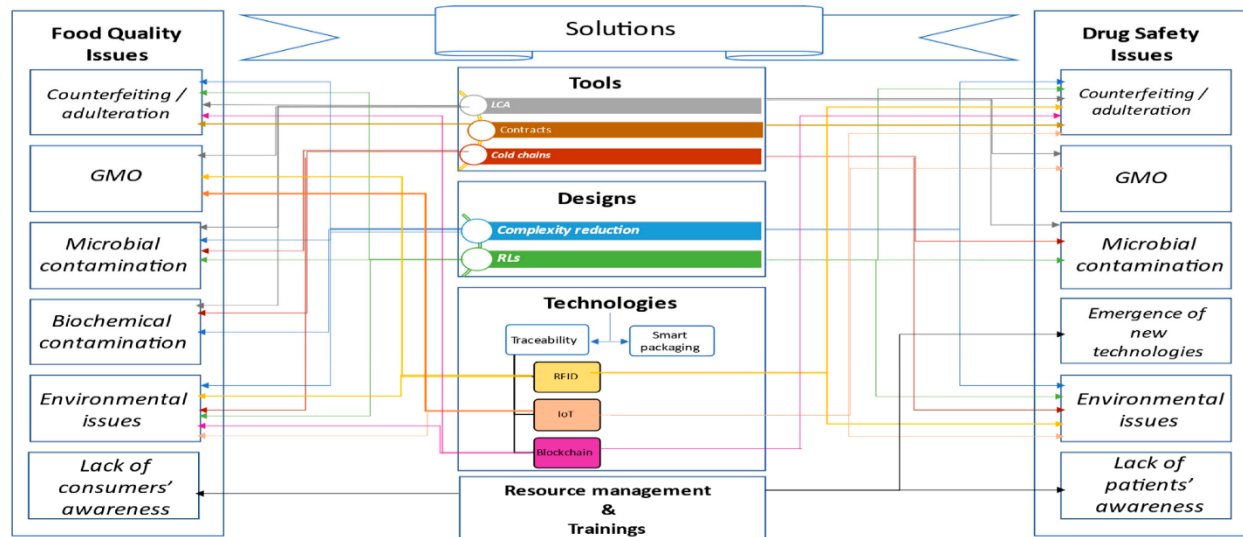 Solutions
Food Quality
Issues
Counterfeiting /
adulteration
GMO
Microbial
contamination
Biochemical
contamination
Environmental
issues
Lack of
consumers'
awareness
Tools
LCA
Contracts
Cold chains
Designs
Complexity reduction
RLs
Technologies
Traceability
Smart
packaging
RFID
IoT
Blockchain
Resource management
&
Trainings
Drug Safety
Issues
Counterfeiting /
adulteration
GMO
Microbial
contamination
Emergence of
new
technologies
Environmental
issues
Lack of
patients'
awareness